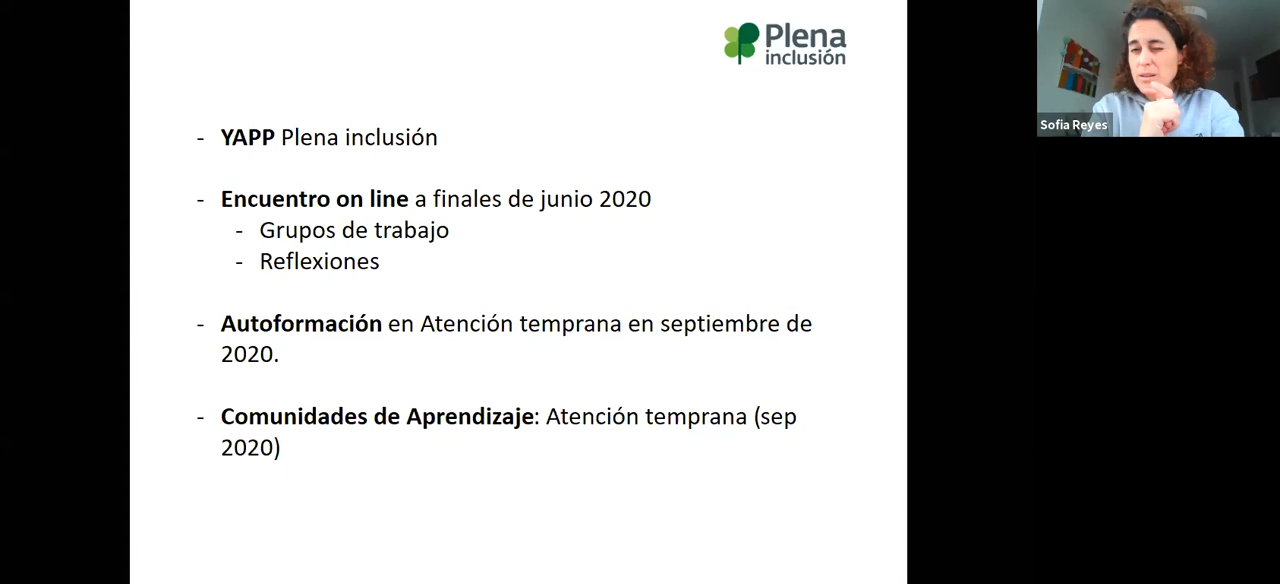 Plena
inclusión
Sofia Reyes
- YAPP Plena inclusión
- Encuentro on line a finales de junio 2020
- Grupos de trabajo
- Reflexiones
- Autoformación en Atención temprana en septiembre de
2020.
- Comunidades de Aprendizaje: Atención temprana (sep
2020)